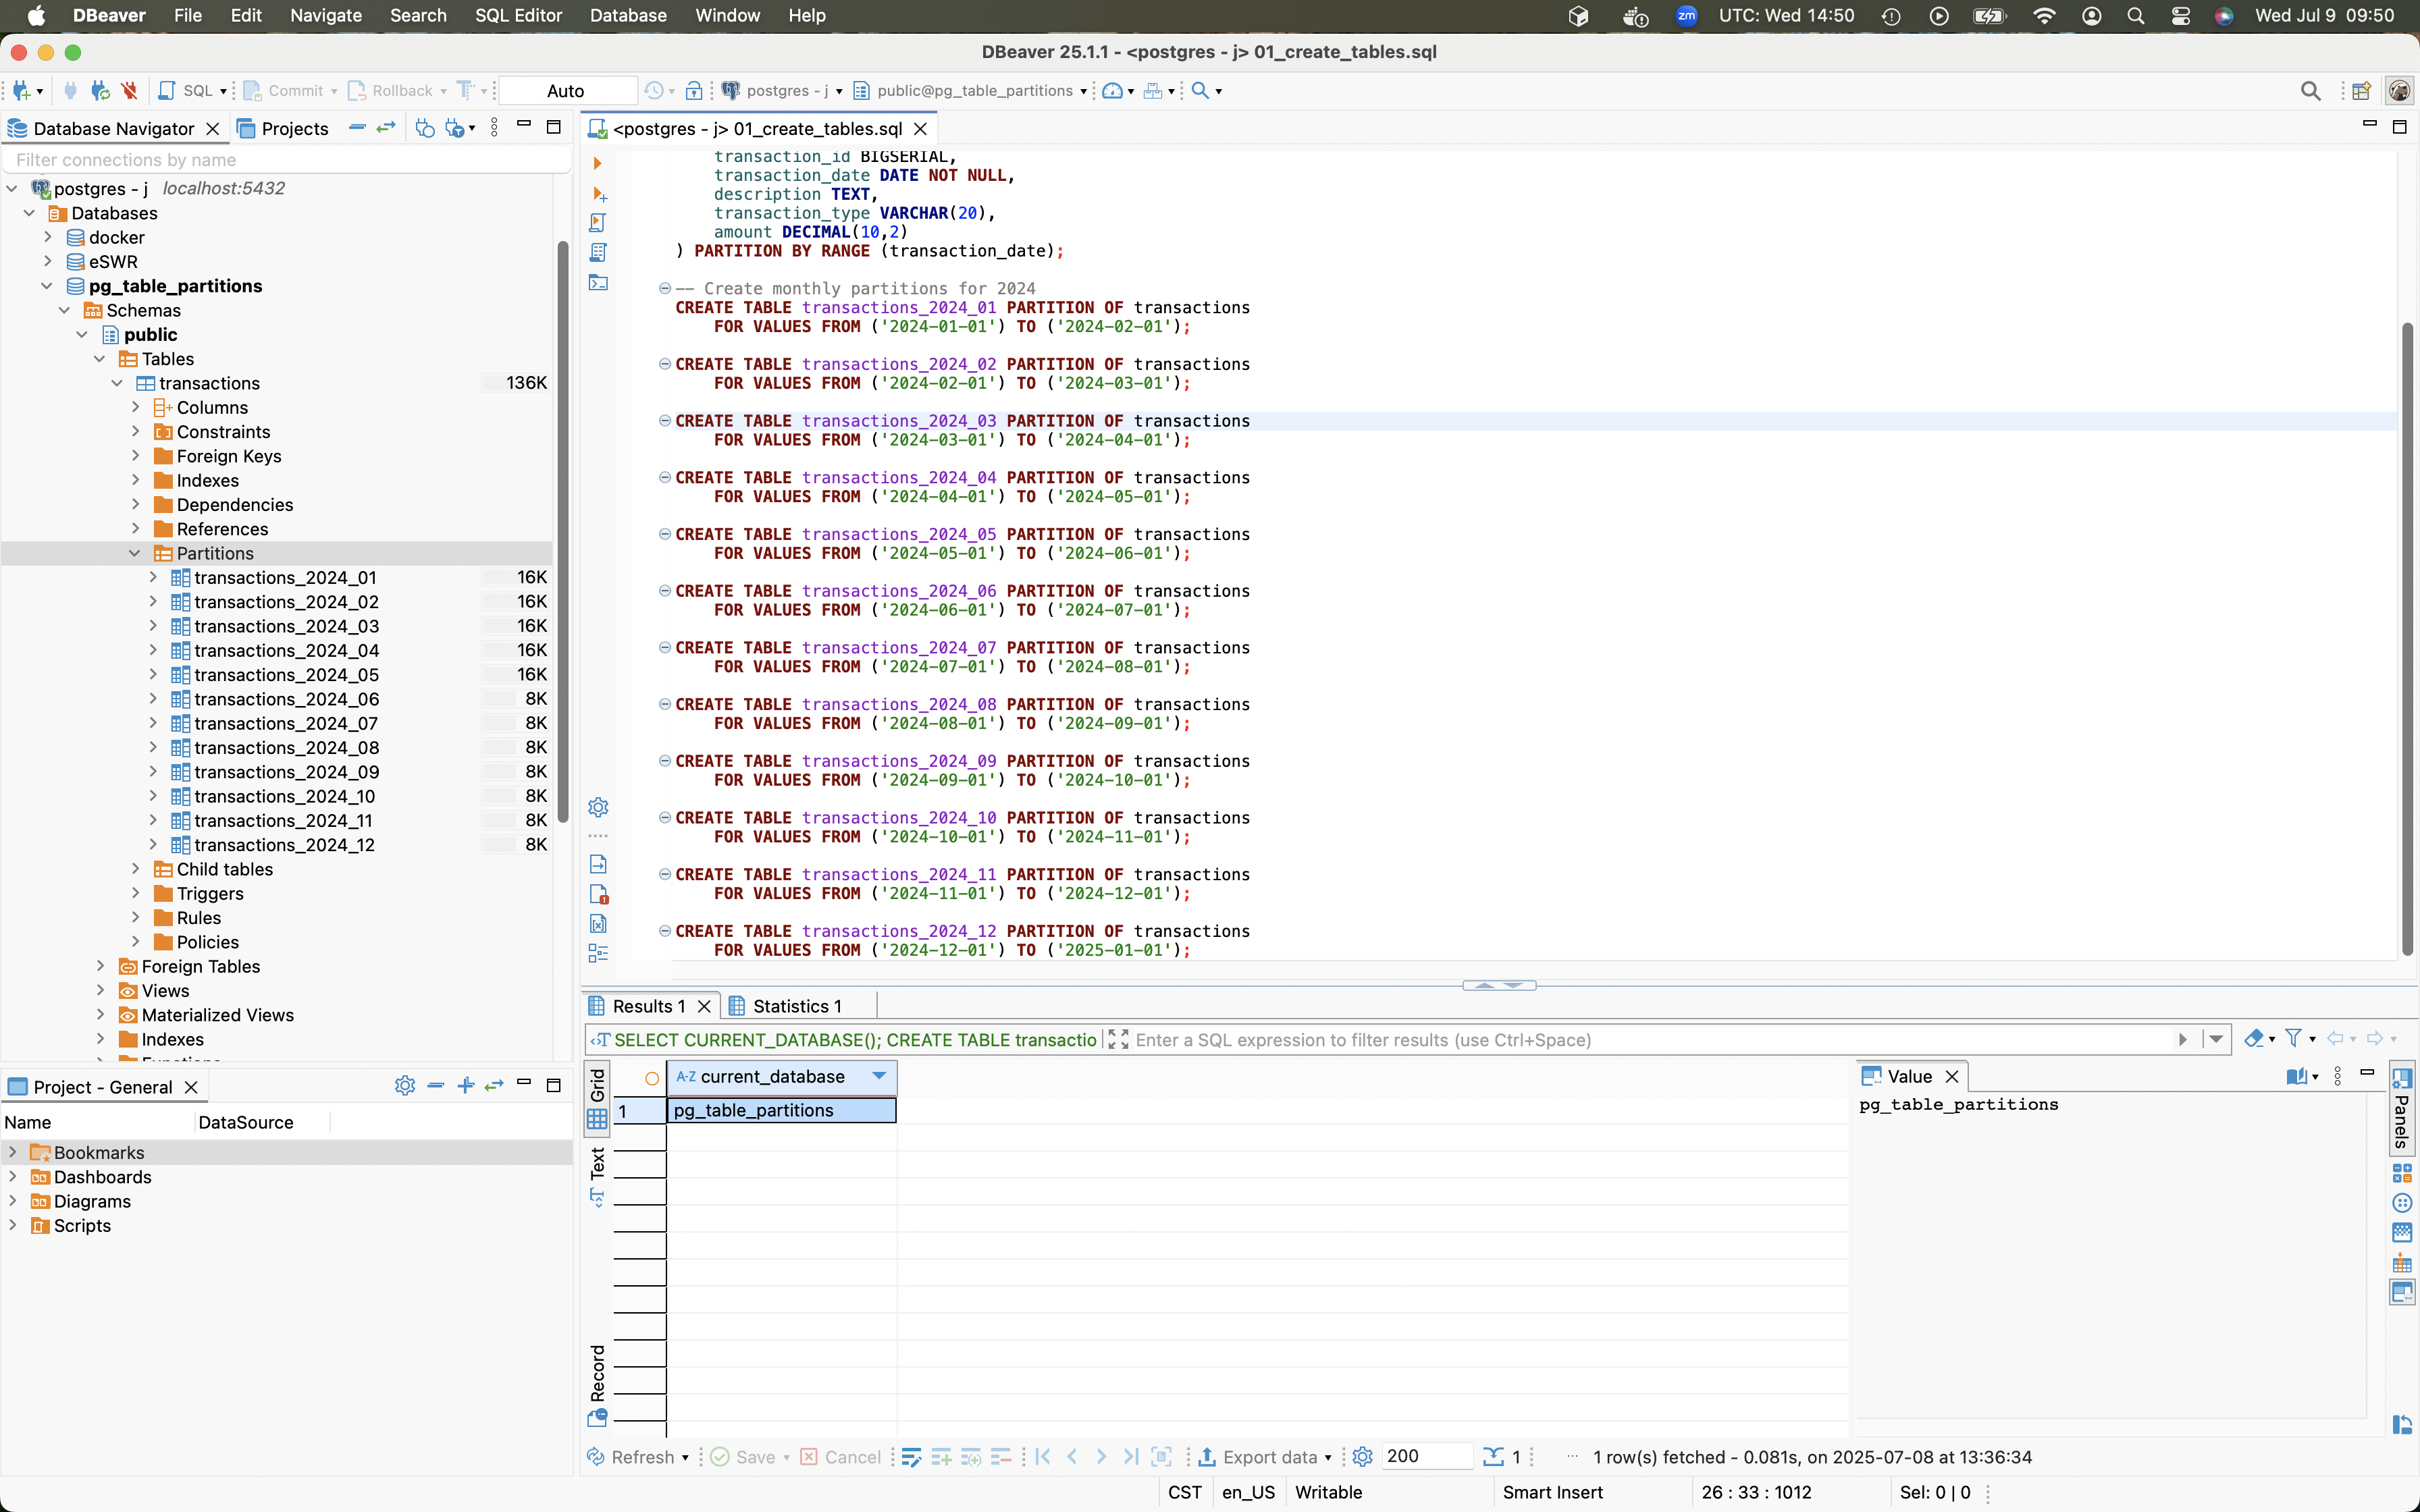 DBeaver File Edit Navigate Search SQL Editor Database Window Help zm UTC: Wed 14:50 Wed Jul 9 09:50
DBeaver 25.1.1 - <postgres - j> 01_create_tables.sql
SQL Commit Rollback Auto postgres - j public@pg_table_partitions
Database Navigator Projects
Filter connections by name
postgres - j localhost:5432
Databases
docker
eSWR
pg_table_partitions
Schemas
public
Tables
transactions 136K
Columns
Constraints
Foreign Keys
Indexes
Dependencies
References
Partitions
transactions_2024_01 16K
transactions_2024_02 16K
transactions_2024_03 16K
transactions_2024_04 16K
transactions_2024_05 16K
transactions_2024_06 8K
transactions_2024_07 8K
transactions_2024_08 8K
transactions_2024_09 8K
transactions_2024_10 8K
transactions_2024_11 8K
transactions_2024_12 8K
Child tables
Triggers
Rules
Policies
Foreign Tables
Views
Materialized Views
Indexes
Functions
Project - General
Name DataSource
Bookmarks
Dashboards
Diagrams
Scripts
<postgres - j> 01_create_tables.sql
transaction_id BIGSERIAL,
transaction_date DATE NOT NULL,
description TEXT,
transaction_type VARCHAR(20),
amount DECIMAL(10,2)
) PARTITION BY RANGE (transaction_date);
-- Create monthly partitions for 2024
CREATE TABLE transactions_2024_01 PARTITION OF transactions
FOR VALUES FROM ('2024-01-01') TO ('2024-02-01');
CREATE TABLE transactions_2024_02 PARTITION OF transactions
FOR VALUES FROM ('2024-02-01') TO ('2024-03-01');
CREATE TABLE transactions_2024_03 PARTITION OF transactions
FOR VALUES FROM ('2024-03-01') TO ('2024-04-01');
CREATE TABLE transactions_2024_04 PARTITION OF transactions
FOR VALUES FROM ('2024-04-01') TO ('2024-05-01');
CREATE TABLE transactions_2024_05 PARTITION OF transactions
FOR VALUES FROM ('2024-05-01') TO ('2024-06-01');
CREATE TABLE transactions_2024_06 PARTITION OF transactions
FOR VALUES FROM ('2024-06-01') TO ('2024-07-01');
CREATE TABLE transactions_2024_07 PARTITION OF transactions
FOR VALUES FROM ('2024-07-01') TO ('2024-08-01');
CREATE TABLE transactions_2024_08 PARTITION OF transactions
FOR VALUES FROM ('2024-08-01') TO ('2024-09-01');
CREATE TABLE transactions_2024_09 PARTITION OF transactions
FOR VALUES FROM ('2024-09-01') TO ('2024-10-01');
CREATE TABLE transactions_2024_10 PARTITION OF transactions
FOR VALUES FROM ('2024-10-01') TO ('2024-11-01');
CREATE TABLE transactions_2024_11 PARTITION OF transactions
FOR VALUES FROM ('2024-11-01') TO ('2024-12-01');
CREATE TABLE transactions_2024_12 PARTITION OF transactions
FOR VALUES FROM ('2024-12-01') TO ('2025-01-01');
Results 1 Statistics 1
SELECT CURRENT_DATABASE(); CREATE TABLE transactio Enter a SQL expression to filter results (use Ctrl+Space)
Grid
Text
Record
A-Z current_database
1 pg_table_partitions
Value
pg_table_partitions
Panels
Refresh Save Cancel Export data 200 1 ... 1 row(s) fetched - 0.081s, on 2025-07-08 at 13:36:34
CST en_US Writable Smart Insert 26 : 33 : 1012 Sel: 0 | 0